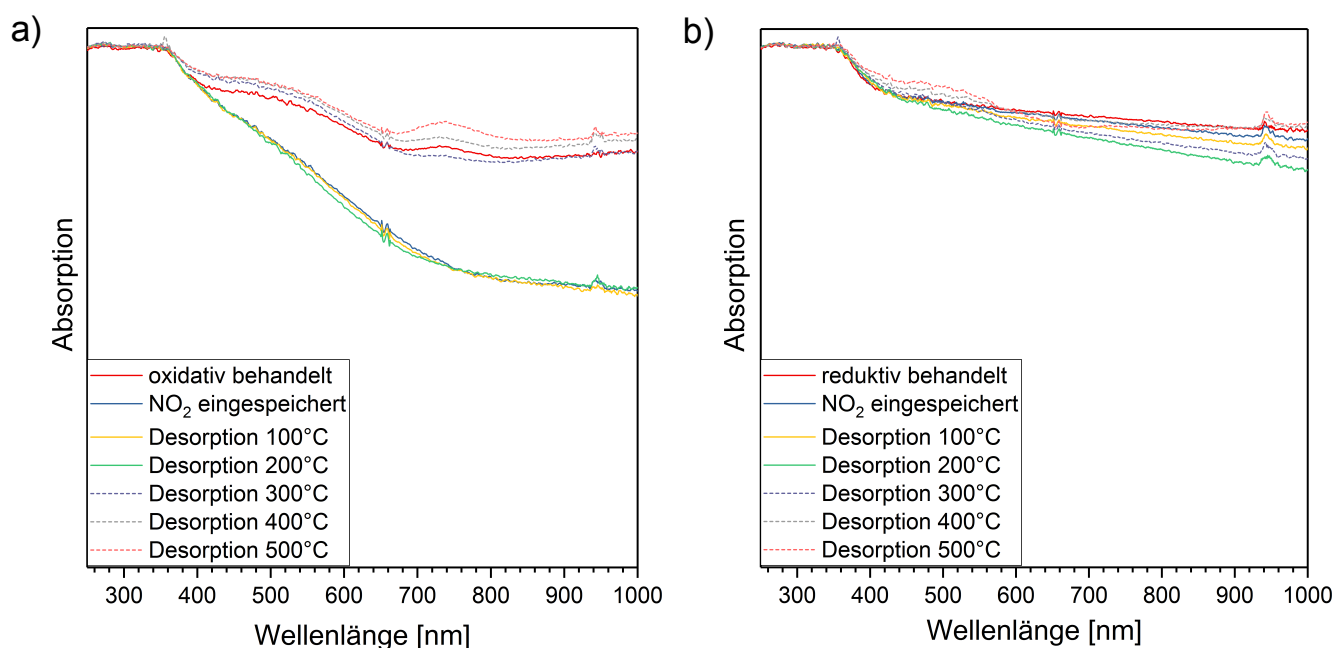 a)
Absorption
oxidativ behandelt
NO₂ eingespeichert
Desorption 100°C
Desorption 200°C
Desorption 300°C
Desorption 400°C
Desorption 500°C
300 400 500 600 700 800 900 1000
Wellenlänge [nm]
b)
Absorption
reduktiv behandelt
NO₂ eingespeichert
Desorption 100°C
Desorption 200°C
Desorption 300°C
Desorption 400°C
Desorption 500°C
300 400 500 600 700 800 900 1000
Wellenlänge [nm]